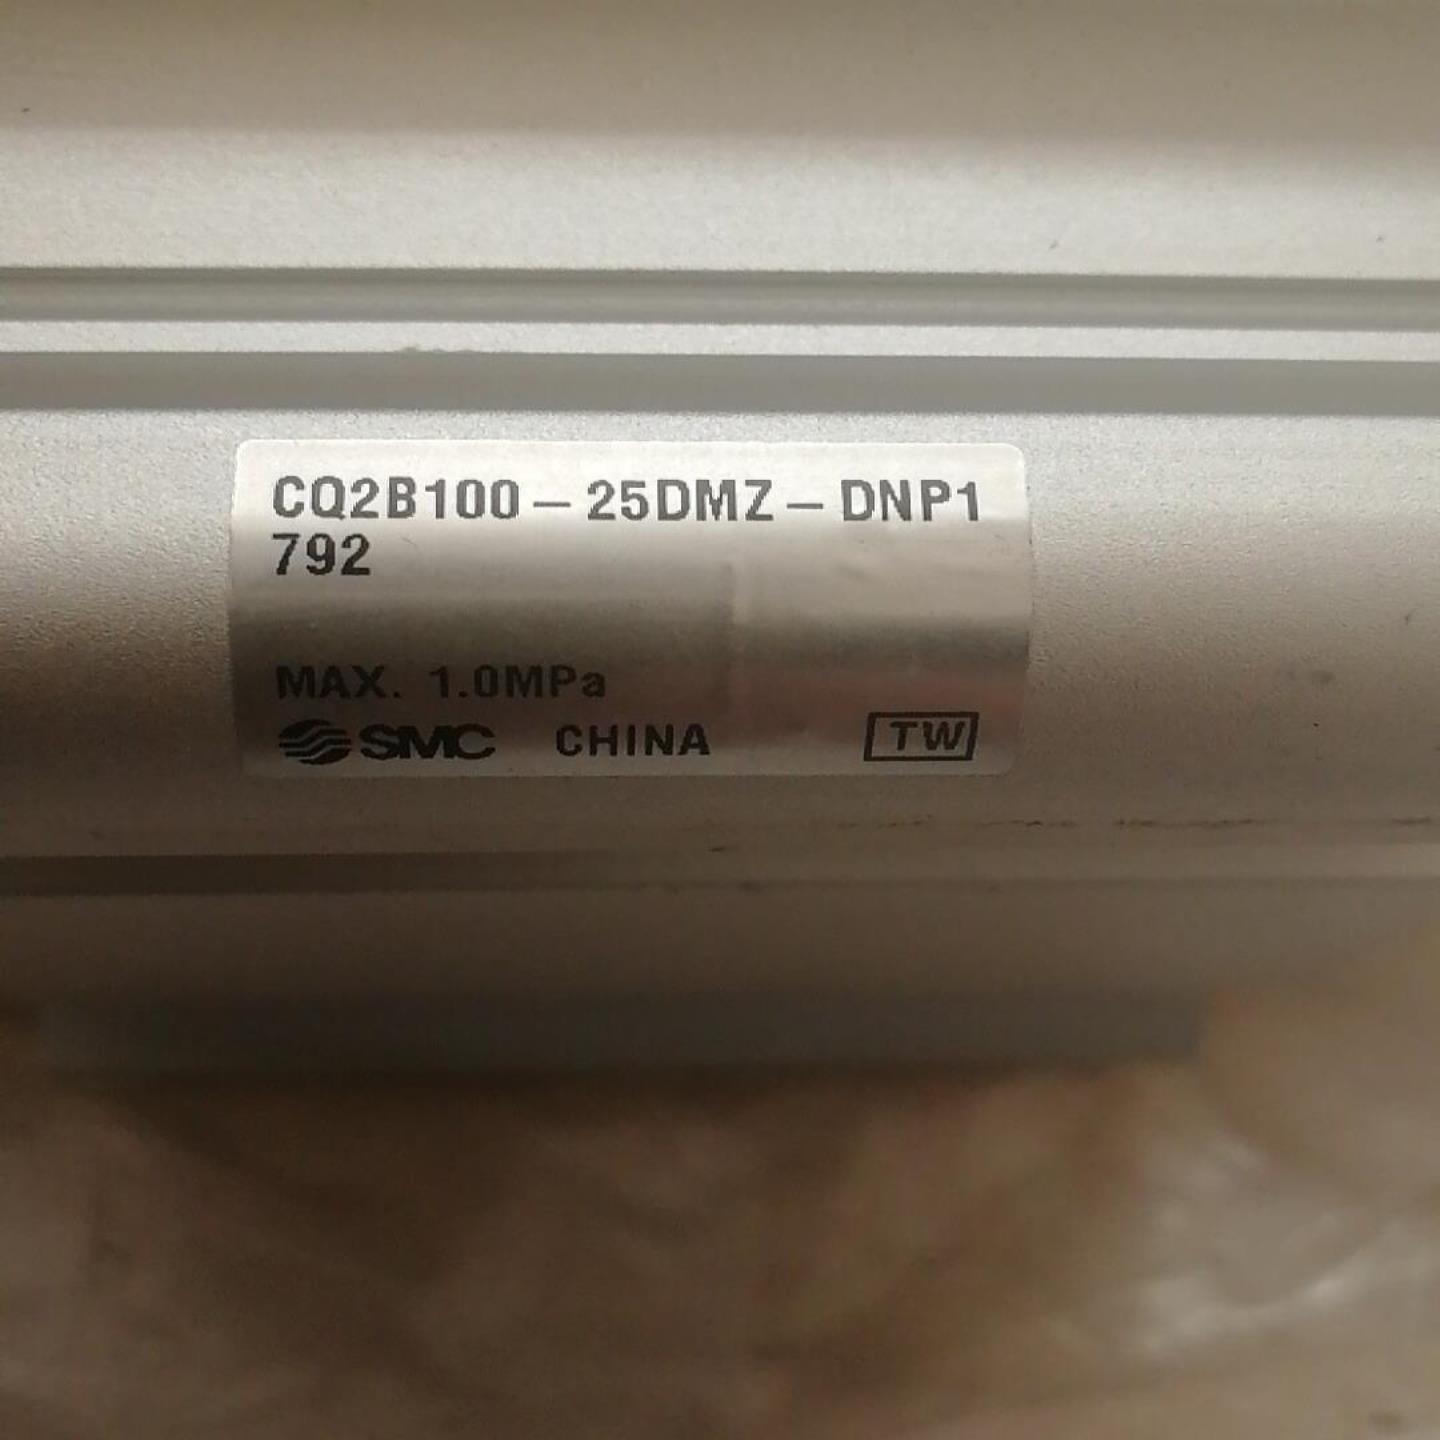 CQ2B100-25DMZ-DNP1
792
MAX. 1.0MPa
SMC CHINA TW